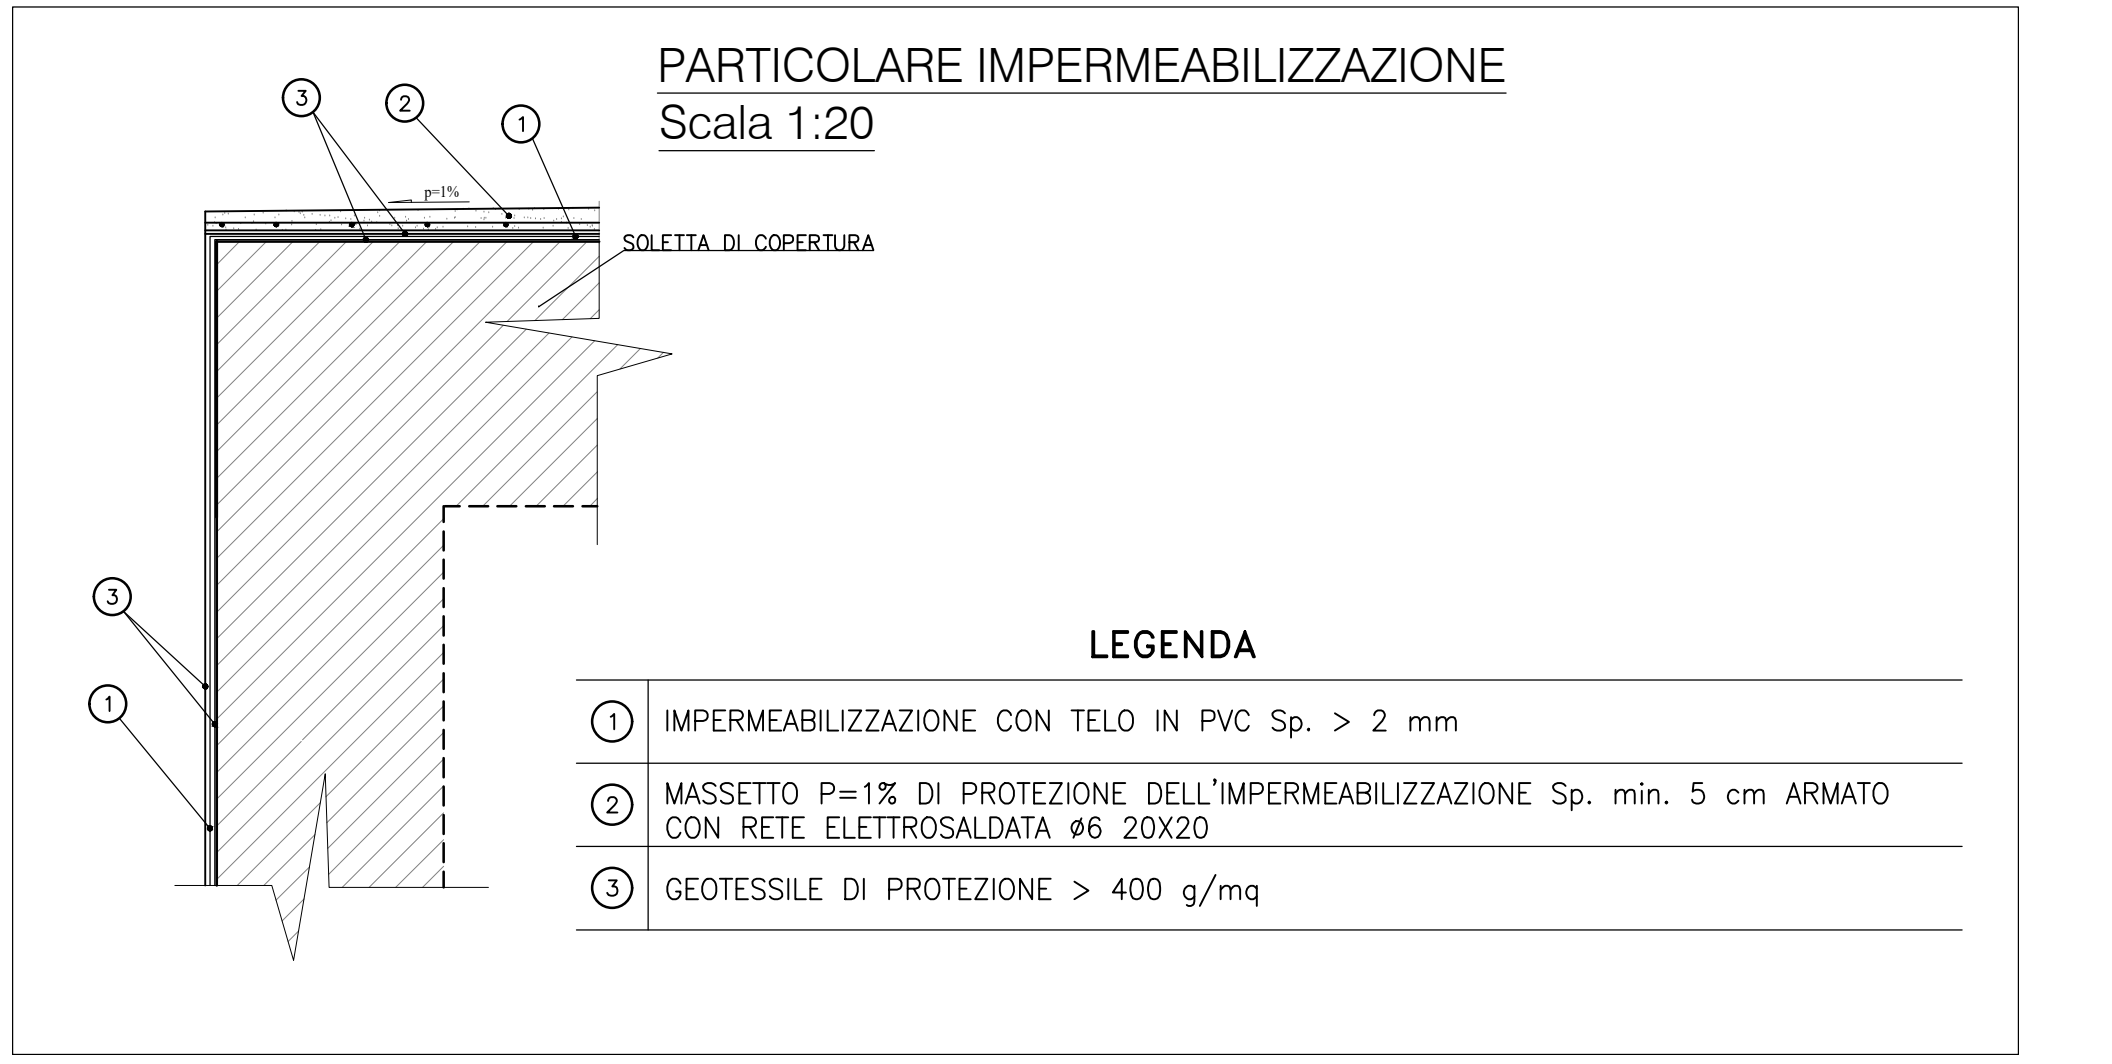 PARTICOLARE IMPERMEABILIZZAZIONE
Scala 1:20
3
2
1
p=1%
SOLETTA DI COPERTURA
3
1
LEGENDA
1 IMPERMEABILIZZAZIONE CON TELO IN PVC Sp. > 2 mm
2 MASSETTO P=1% DI PROTEZIONE DELL'IMPERMEABILIZZAZIONE Sp. min. 5 cm ARMATO
CON RETE ELETTROSALDATA ø6 20X20
3 GEOTESSILE DI PROTEZIONE > 400 g/mq